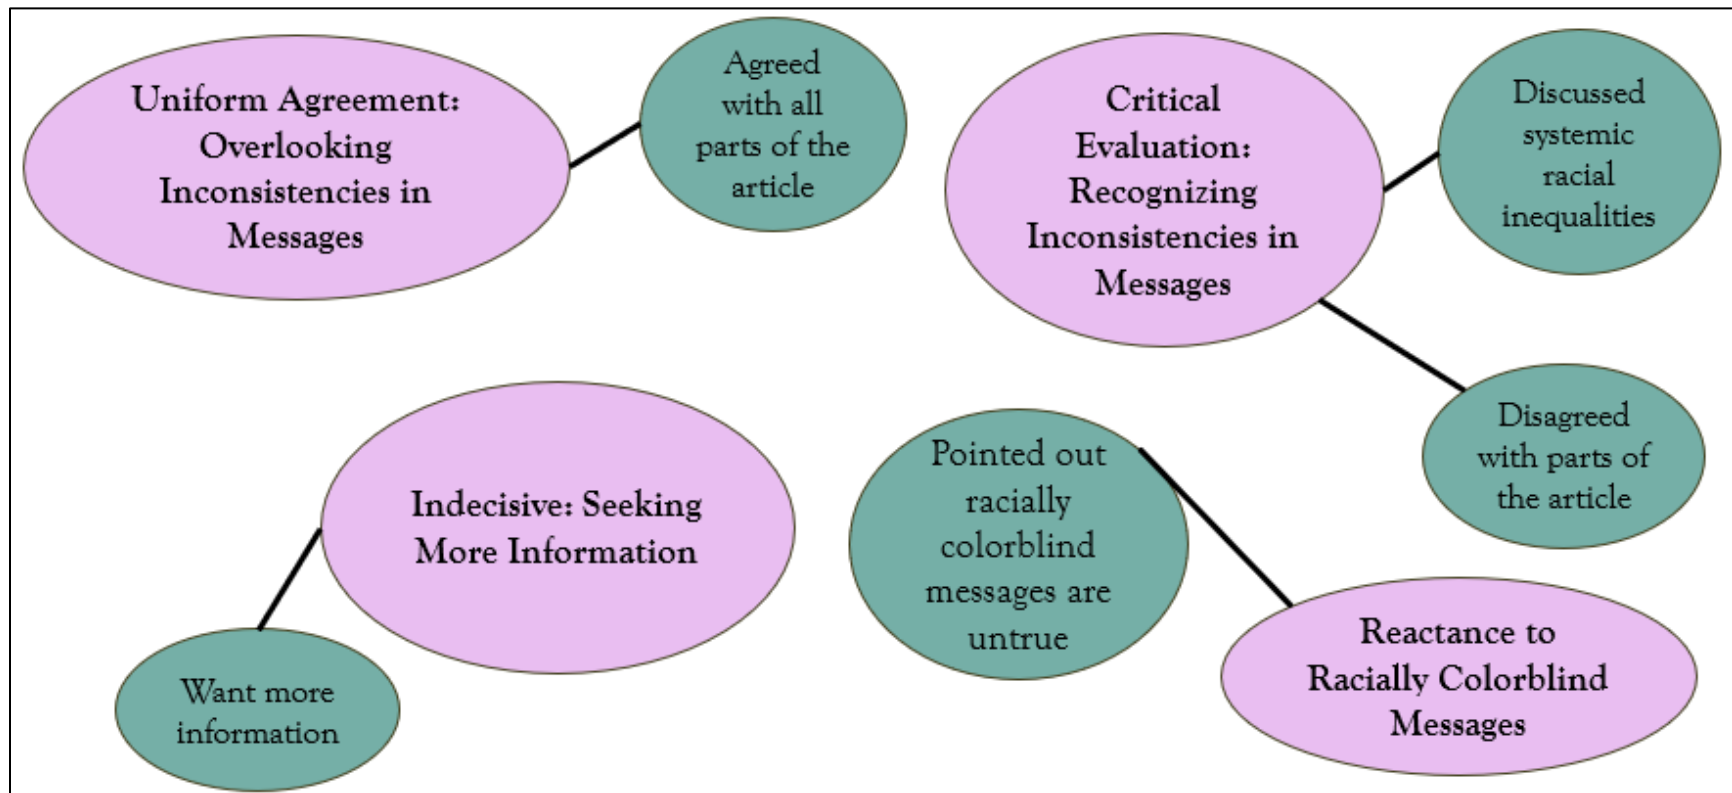 Uniform Agreement:
Overlooking
Inconsistencies in
Messages
Agreed
with all
parts of the
article
Critical
Evaluation:
Recognizing
Inconsistencies in
Messages
Discussed
systemic
racial
inequalities
Disagreed
with parts of
the article
Indecisive: Seeking
More Information
Want more
information
Pointed out
racially
colorblind
messages are
untrue
Reactance to
Racially Colorblind
Messages